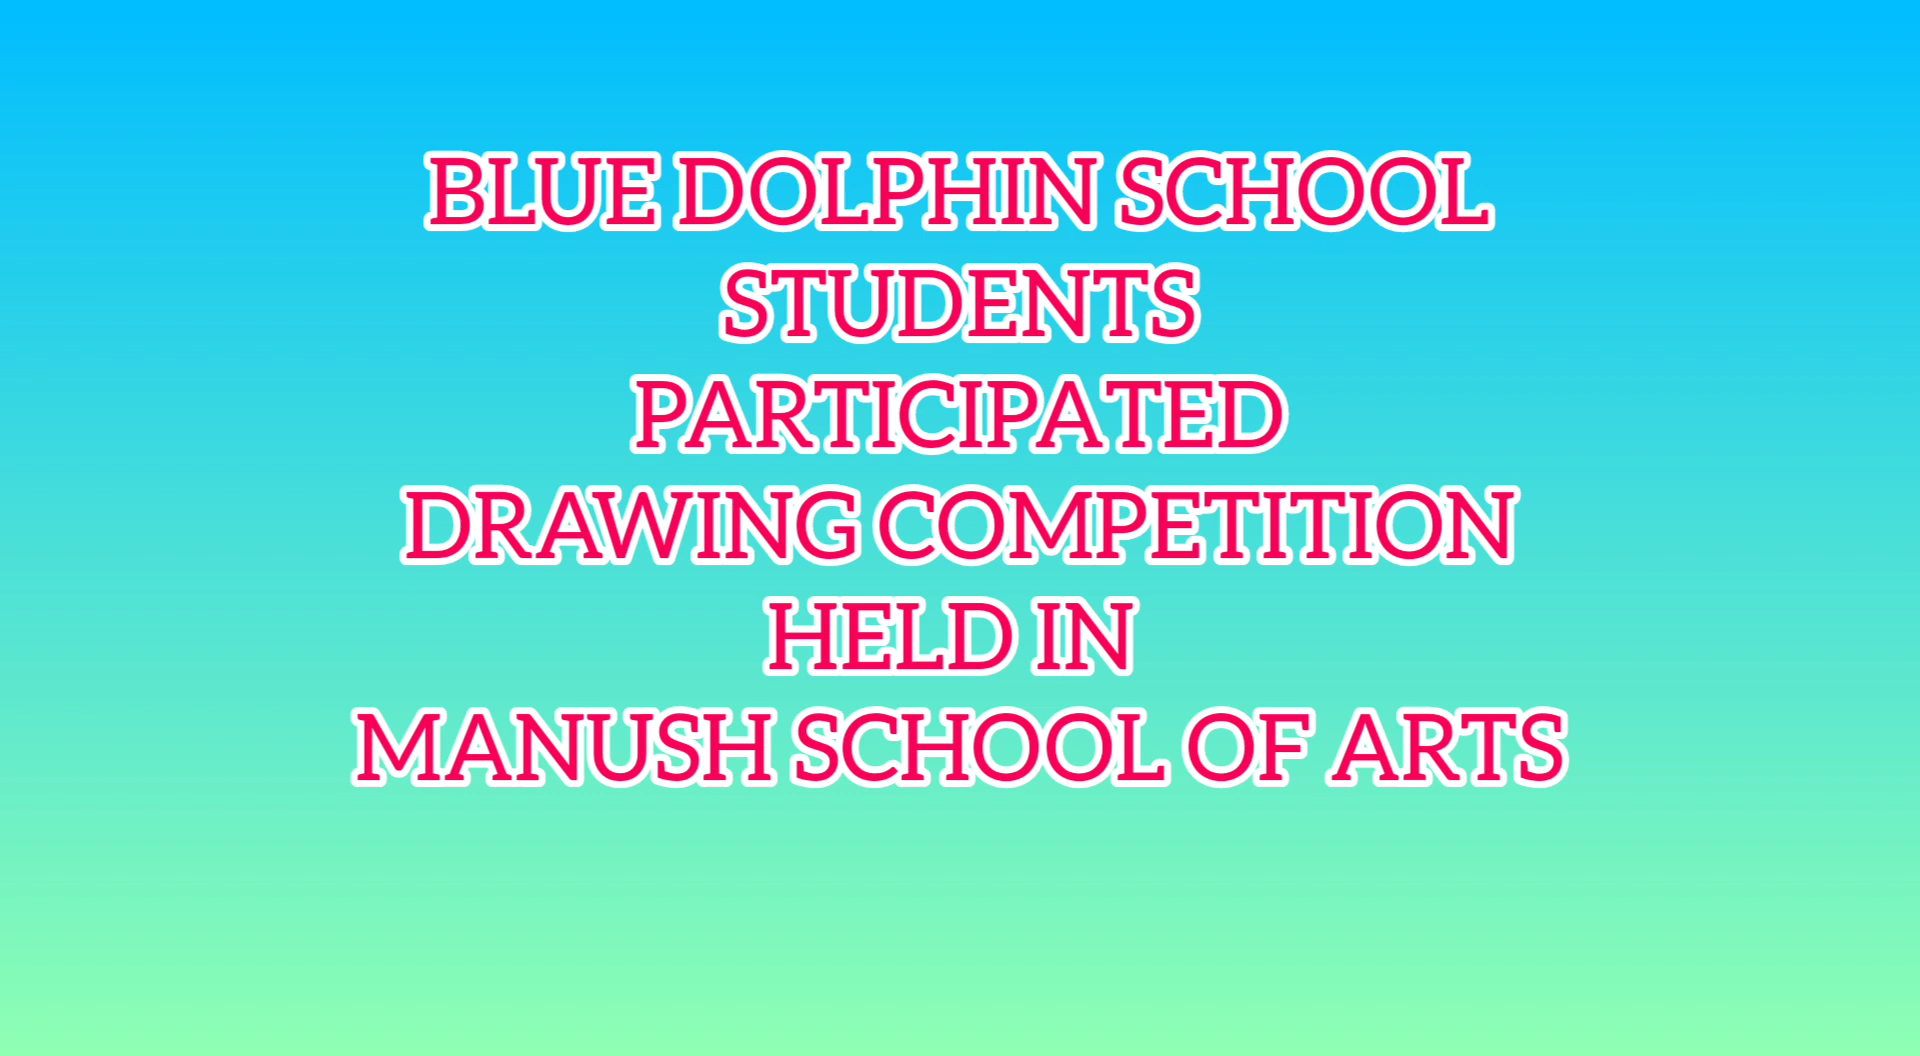 BLUE DOLPHIN SCHOOL
STUDENTS
PARTICIPATED
DRAWING COMPETITION
HELD IN
MANUSH SCHOOL OF ARTS